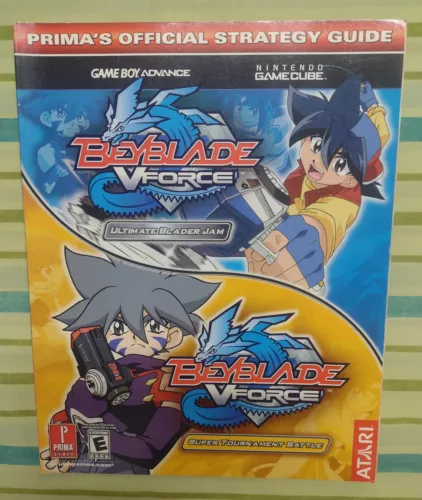 PRIMA'S OFFICIAL STRATEGY GUIDE
GAME BOY ADVANCE
NINTENDO
GAMECUBE
BEYBLADE
VFORCE
ULTIMATE BLADER JAM
BEYBLADE
VFORCE
SUPER TOURNAMENT BATTLE
P
PRIMA
GAMES
E
ATARI